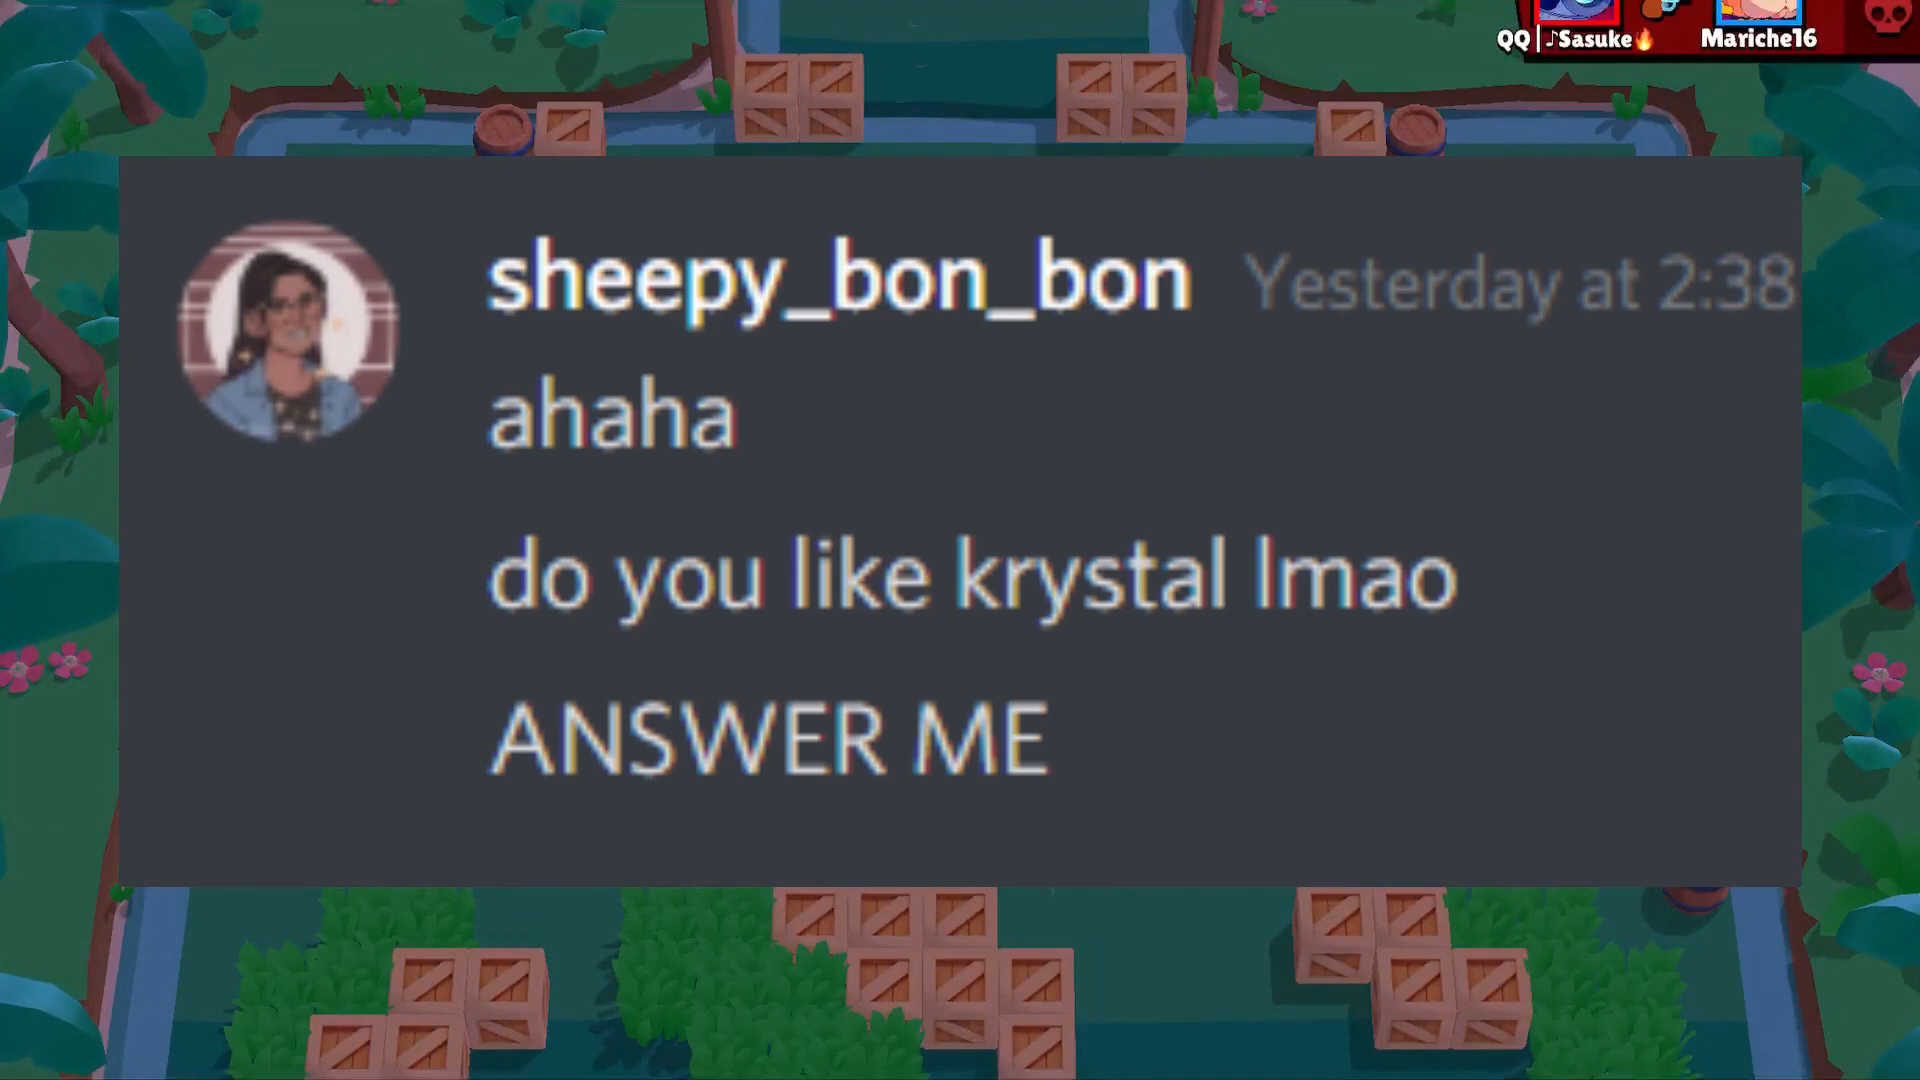 QQ|♪Sasuke🔥 Mariche16
sheepy_bon_bon Yesterday at 2:38
ahaha
do you like krystal lmao
ANSWER ME